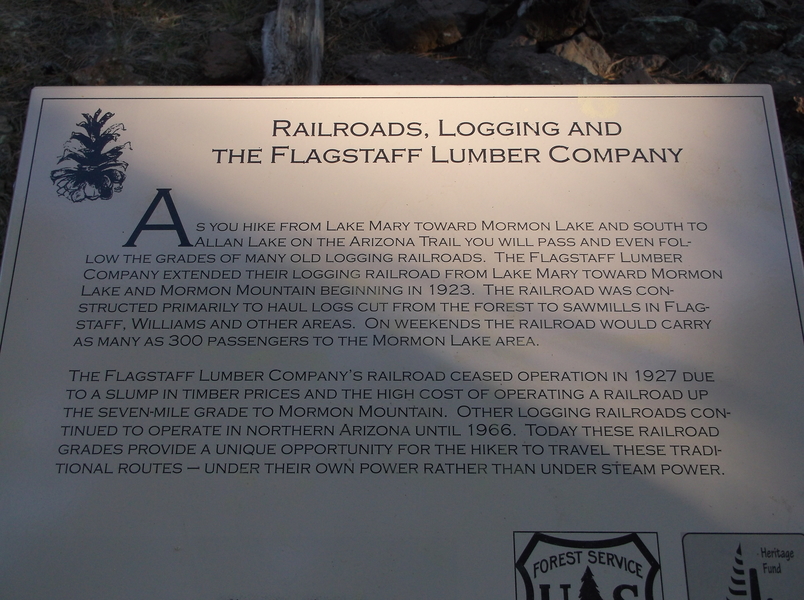 RAILROADS, LOGGING AND
THE FLAGSTAFF LUMBER COMPANY
AS YOU HIKE FROM LAKE MARY TOWARD MORMON LAKE AND SOUTH TO
ALLAN LAKE ON THE ARIZONA TRAIL YOU WILL PASS AND EVEN FOL-
LOW THE GRADES OF MANY OLD LOGGING RAILROADS. THE FLAGSTAFF LUMBER
COMPANY EXTENDED THEIR LOGGING RAILROAD FROM LAKE MARY TOWARD MORMON
LAKE AND MORMON MOUNTAIN BEGINNING IN 1923. THE RAILROAD WAS CON-
STRUCTED PRIMARILY TO HAUL LOGS CUT FROM THE FOREST TO SAWMILLS IN FLAG-
STAFF, WILLIAMS AND OTHER AREAS. ON WEEKENDS THE RAILROAD WOULD CARRY
AS MANY AS 300 PASSENGERS TO THE MORMON LAKE AREA.
THE FLAGSTAFF LUMBER COMPANY'S RAILROAD CEASED OPERATION IN 1927 DUE
TO A SLUMP IN TIMBER PRICES AND THE HIGH COST OF OPERATING A RAILROAD UP
THE SEVEN-MILE GRADE TO MORMON MOUNTAIN. OTHER LOGGING RAILROADS CON-
TINUED TO OPERATE IN NORTHERN ARIZONA UNTIL 1966. TODAY THESE RAILROAD
GRADES PROVIDE A UNIQUE OPPORTUNITY FOR THE HIKER TO TRAVEL THESE TRADI-
TIONAL ROUTES — UNDER THEIR OWN POWER RATHER THAN UNDER STEAM POWER.
FOREST SERVICE
U S
Heritage
Fund